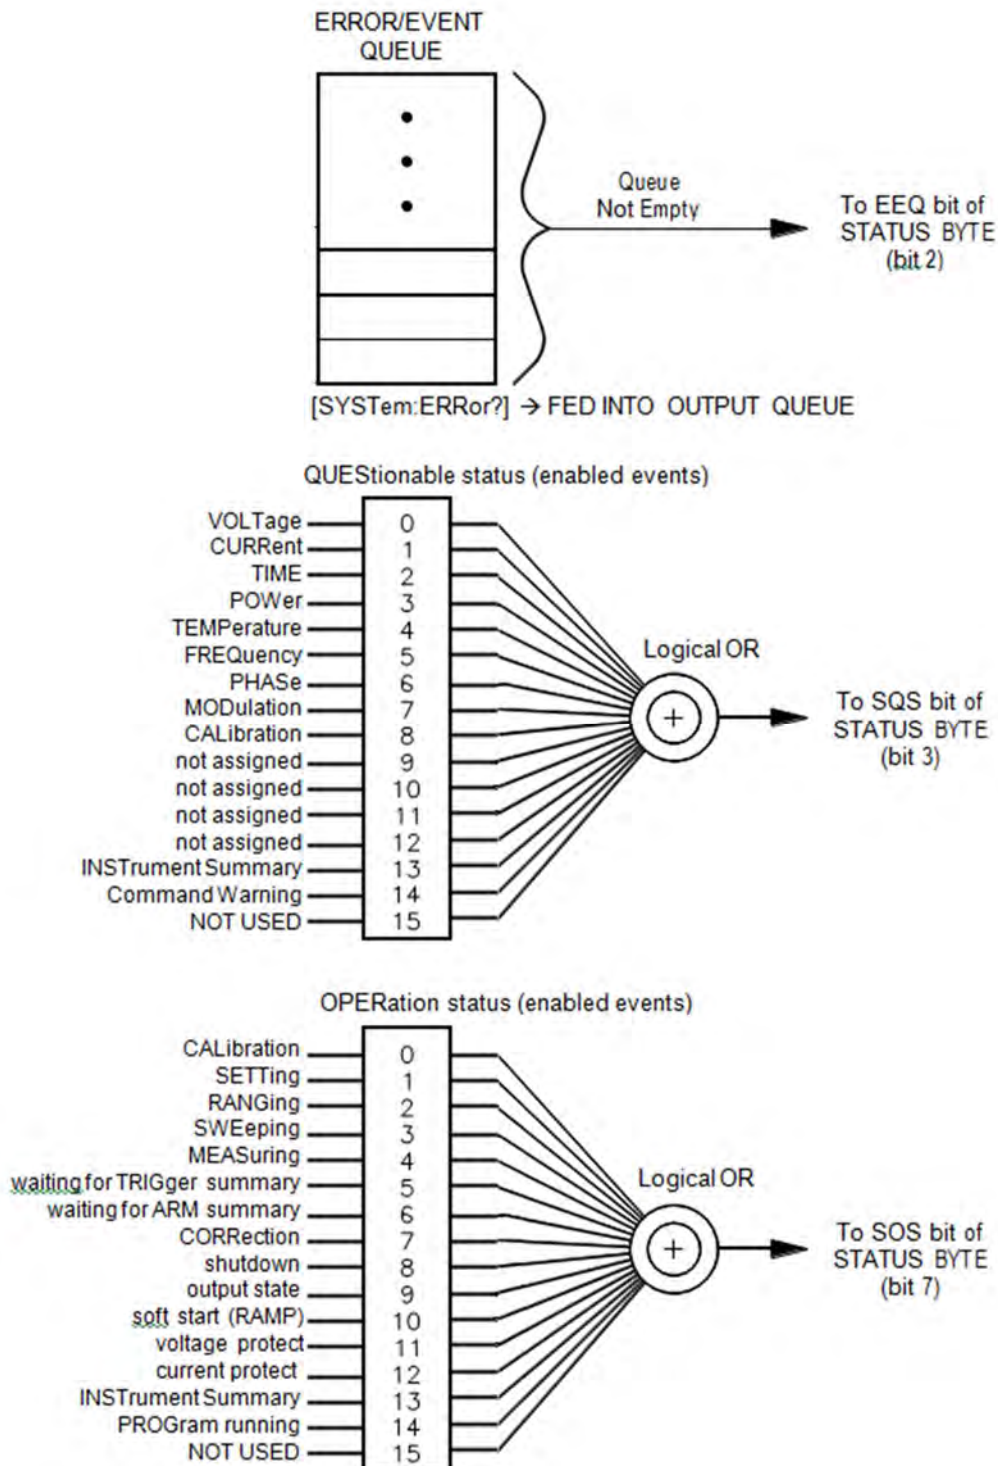 ERROR/EVENT
QUEUE
Queue
Not Empty
To EEQ bit of
STATUS BYTE
(bit 2)
[SYSTem:ERRor?] → FED INTO OUTPUT QUEUE
QUEStionable status (enabled events)
VOLTage 0
CURRent 1
TIME 2
POWer 3
TEMPerature 4
FREQuency 5
PHASe 6
MODulation 7
CALibration 8
not assigned 9
not assigned 10
not assigned 11
not assigned 12
INSTrument Summary 13
Command Warning 14
NOT USED 15
Logical OR
+
To SQS bit of
STATUS BYTE
(bit 3)
OPERation status (enabled events)
CALibration 0
SETTing 1
RANGing 2
SWEeping 3
MEASuring 4
waiting for TRIGger summary 5
waiting for ARM summary 6
CORRection 7
shutdown 8
output state 9
soft start (RAMP) 10
voltage protect 11
current protect 12
INSTrument Summary 13
PROGram running 14
NOT USED 15
Logical OR
+
To SOS bit of
STATUS BYTE
(bit 7)